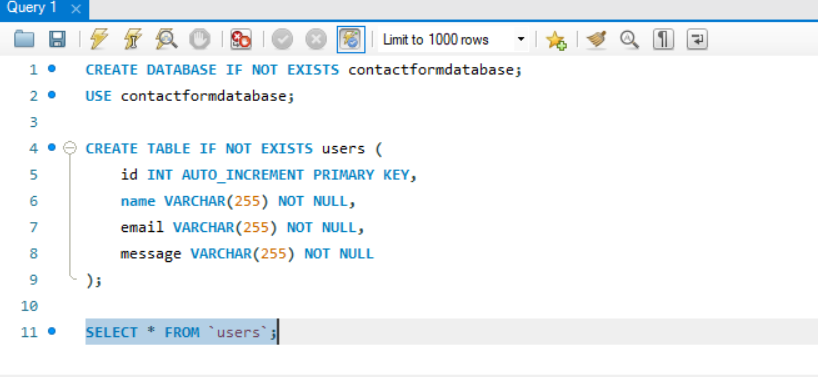 Query 1
Limit to 1000 rows
1 CREATE DATABASE IF NOT EXISTS contactformdatabase;
2 USE contactformdatabase;
3
4 CREATE TABLE IF NOT EXISTS users (
5 id INT AUTO_INCREMENT PRIMARY KEY,
6 name VARCHAR(255) NOT NULL,
7 email VARCHAR(255) NOT NULL,
8 message VARCHAR(255) NOT NULL
9 );
10
11 SELECT * FROM `users`;